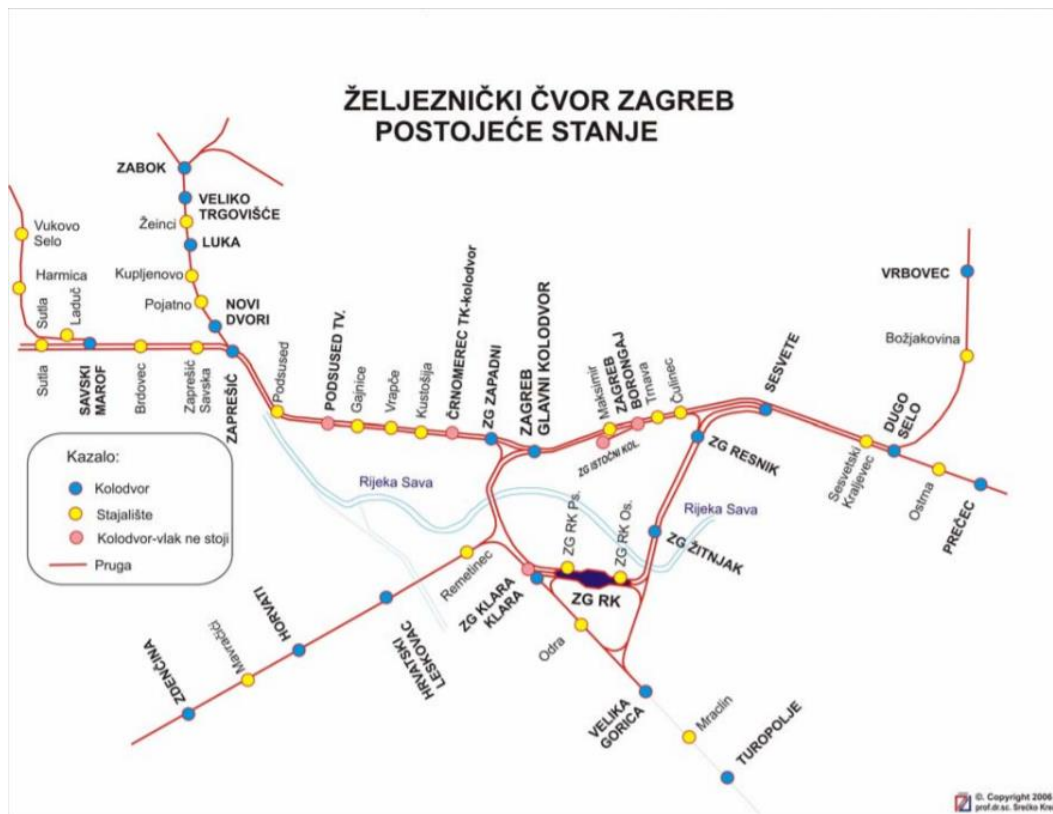 ŽELJEZNIČKI ČVOR ZAGREB
POSTOJEĆE STANJE
ZABOK
VELIKO
TRGOVIŠĆE
Žeinci
LUKA
Kupljenovo
Pojatno
NOVI
DVORI
Vukovo
Selo
Harmica
Sutla
Laduč
Sutla
SAVSKI
MAROF
Brdovec
Zaprešić
Savska
ZAPREŠIĆ
Podsused
PODSUSED TV.
Gajnice
Vrapče
Kustošija
ČRNOMEREC TK-kolodvor
ZG ZAPADNI
ZAGREB
GLAVNI KOLODVOR
Maksimir
ZAGREB
BORONGAJ
Trnava
Čulinec
ZG ISTOČNI KOL.
SESVETE
ZG RESNIK
VRBOVEC
Božjakovina
Sesvetski
Kraljevec
DUGO
SELO
Ostrna
PREČEC
Kazalo:
Kolodvor
Stajalište
Kolodvor-vlak ne stoji
Pruga
Rijeka Sava
Rijeka Sava
ZG RK Ps.
ZG RK Os.
ZG ŽITNJAK
Remetinec
ZG KLARA
KLARA
ZG RK
Odra
HRVATSKI
LESKOVAC
HORVATI
Mavračići
ZDENČINA
VELIKA
GORICA
Mraclin
TUROPOLJE
©. Copyright 2006
prof.dr.sc. Srećko